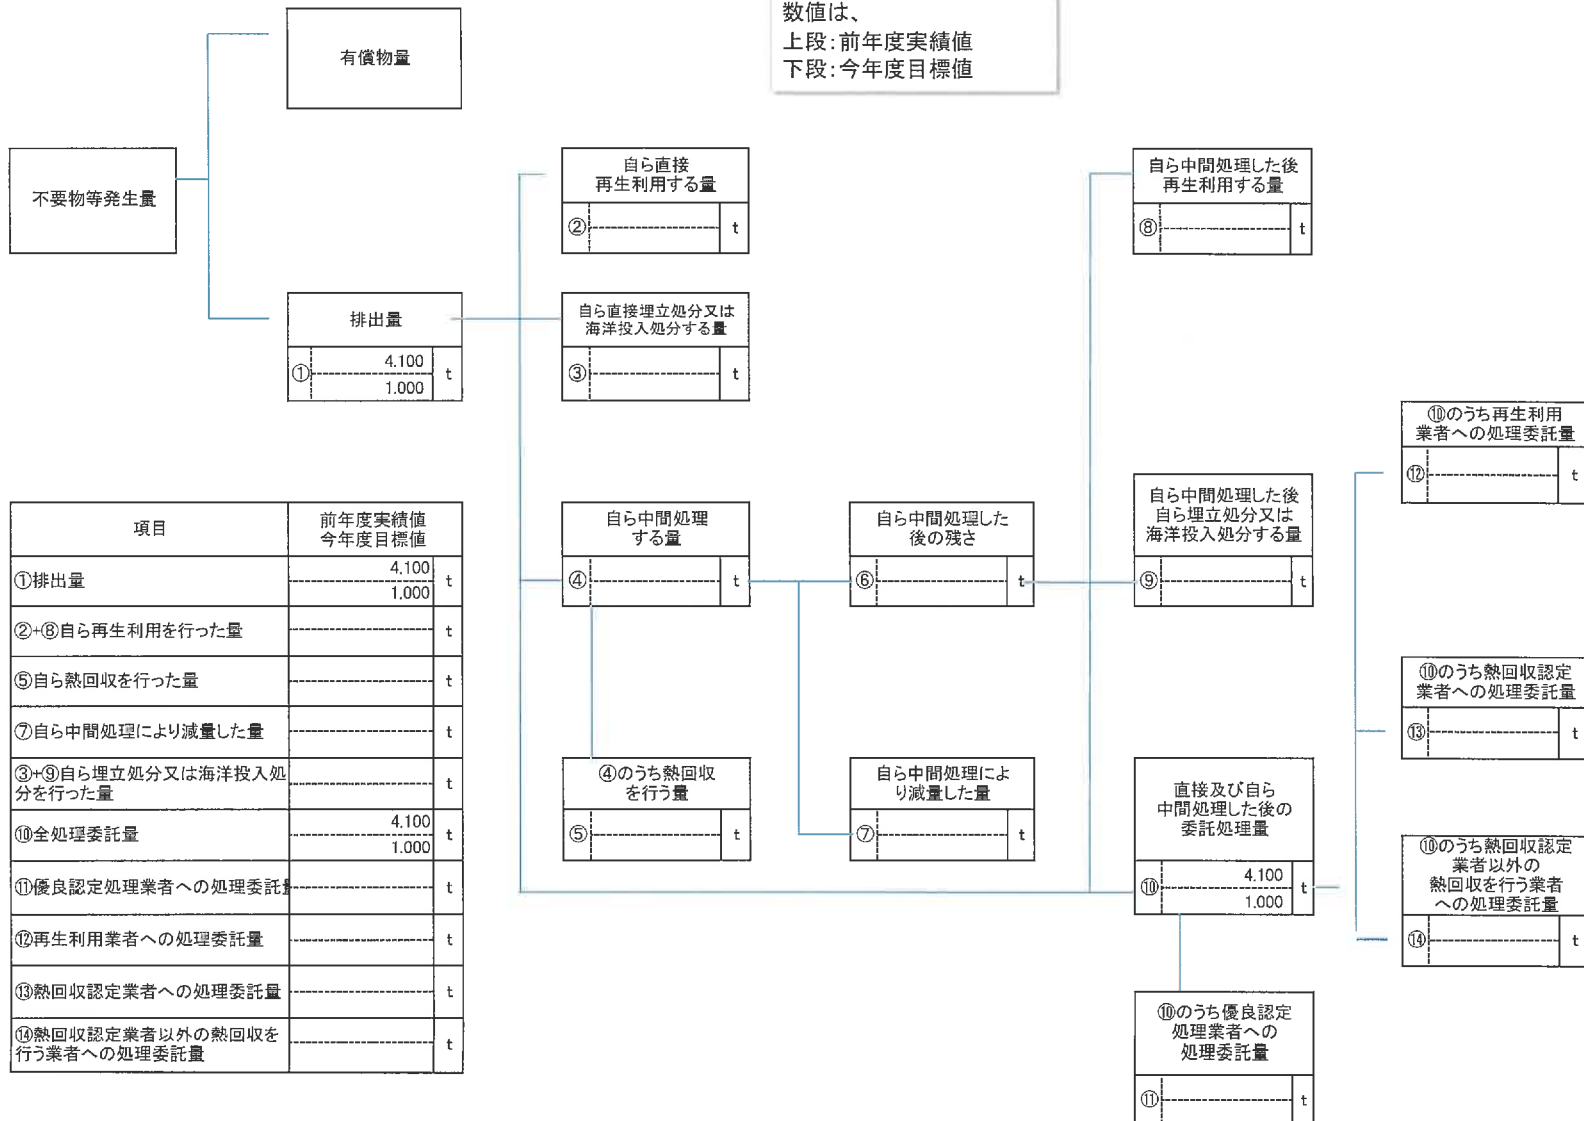 数値は、
上段:前年度実績値
下段:今年度目標値
有償物量
不要物等発生量
排出量
① 4.100 t
1.000
自ら直接
再生利用する量
② t
自ら直接埋立処分又は
海洋投入処分する量
③ t
自ら中間処理した後
再生利用する量
⑧ t
自ら中間処理
する量
④ t
自ら中間処理した
後の残さ
⑥ t
自ら中間処理した後
自ら埋立処分又は
海洋投入処分する量
⑨ t
④のうち熱回収
を行う量
⑤ t
自ら中間処理によ
り減量した量
⑦ t
直接及び自ら
中間処理した後の
委託処理量
⑩ 4.100 t
1.000
⑩のうち優良認定
処理業者への
処理委託量
⑪ t
⑩のうち再生利用
業者への処理委託量
⑫ t
⑩のうち熱回収認定
業者への処理委託量
⑬ t
⑩のうち熱回収認定
業者以外の
熱回収を行う業者
への処理委託量
⑭ t
項目 前年度実績値
今年度目標値
①排出量 4.100 t
1.000
②+⑧自ら再生利用を行った量 t
⑤自ら熱回収を行った量 t
⑦自ら中間処理により減量した量 t
③+⑨自ら埋立処分又は海洋投入処
分を行った量 t
⑩全処理委託量 4.100 t
1.000
⑪優良認定処理業者への処理委託 t
⑫再生利用業者への処理委託量 t
⑬熱回収認定業者への処理委託量 t
⑭熱回収認定業者以外の熱回収を
行う業者への処理委託量 t